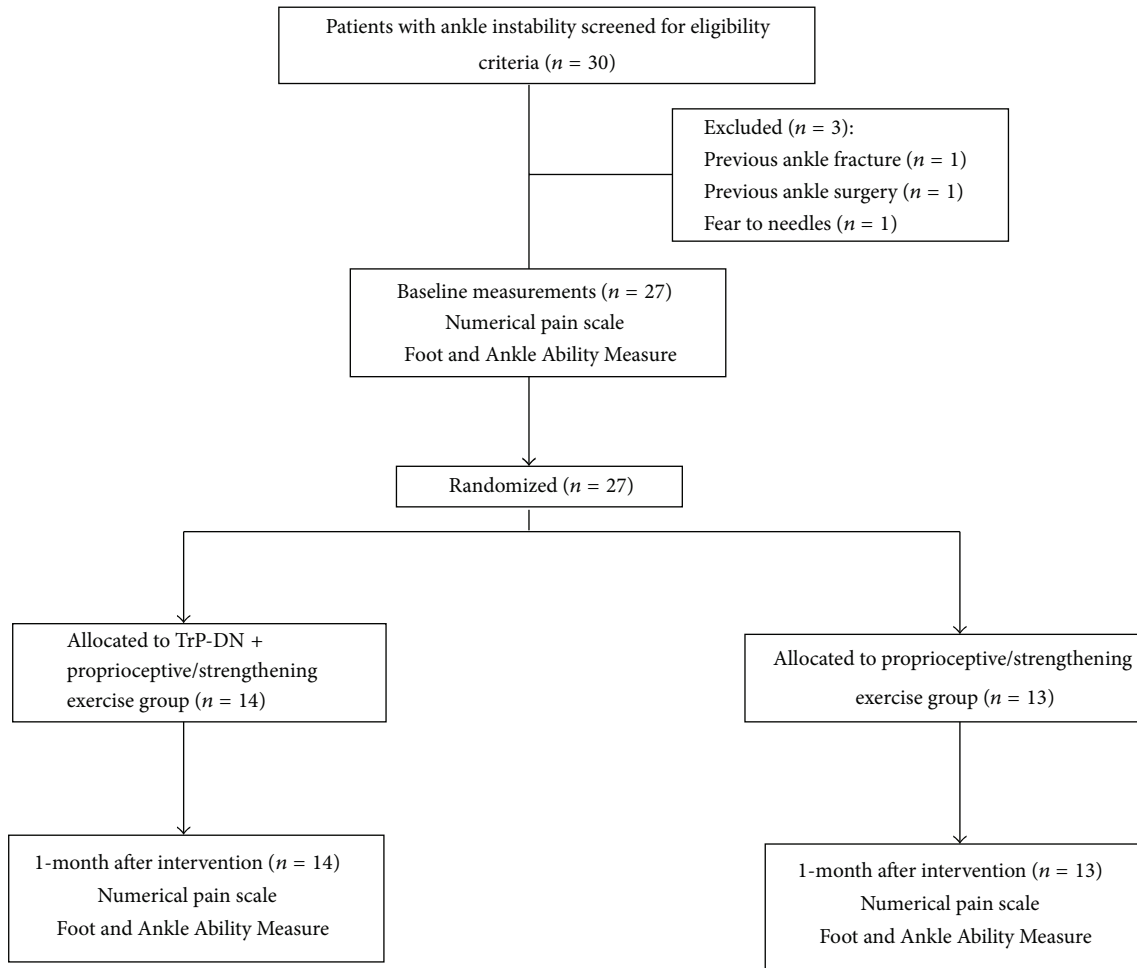 Patients with ankle instability screened for eligibility
criteria (n = 30)
Excluded (n = 3):
Previous ankle fracture (n = 1)
Previous ankle surgery (n = 1)
Fear to needles (n = 1)
Baseline measurements (n = 27)
Numerical pain scale
Foot and Ankle Ability Measure
Randomized (n = 27)
Allocated to TrP-DN +
proprioceptive/strengthening
exercise group (n = 14)
Allocated to proprioceptive/strengthening
exercise group (n = 13)
1-month after intervention (n = 14)
Numerical pain scale
Foot and Ankle Ability Measure
1-month after intervention (n = 13)
Numerical pain scale
Foot and Ankle Ability Measure